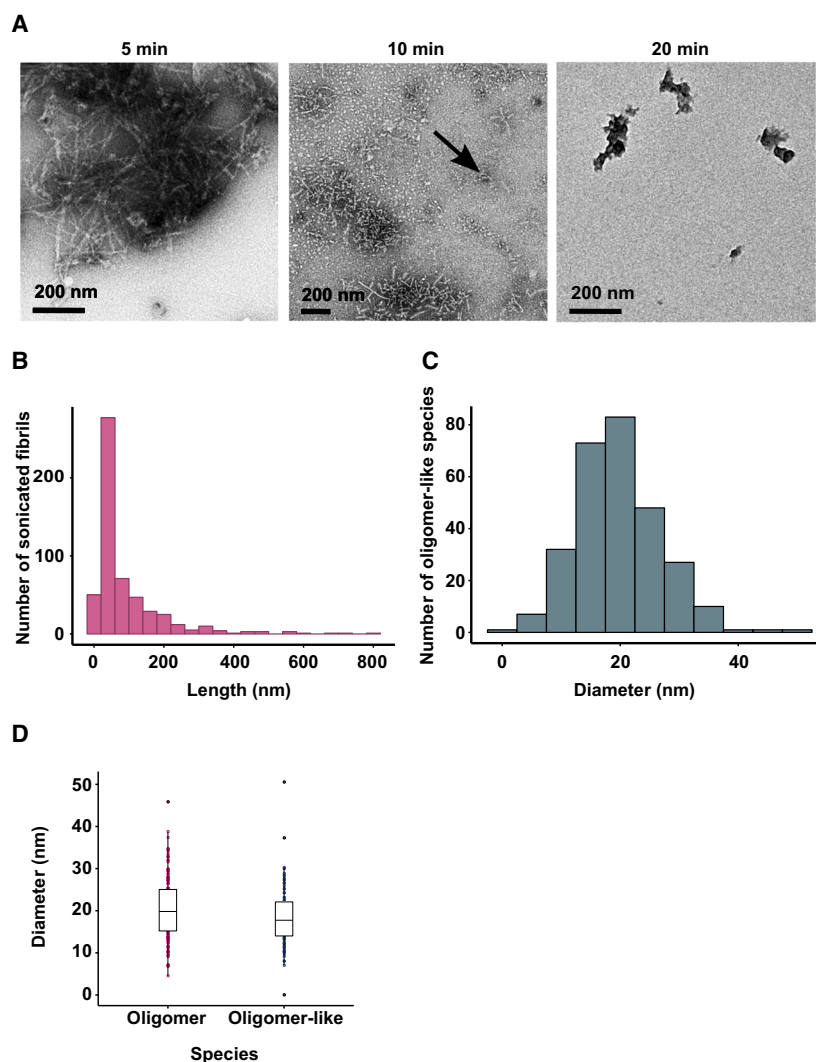 A
5 min 10 min 20 min
200 nm 200 nm 200 nm
B C
Number of sonicated fibrils
200
100
0
0 200 400 600 800
Length (nm)
Number of oligomer-like species
80
60
40
20
0
0 20 40
Diameter (nm)
D
Diameter (nm)
50
40
30
20
10
0
Oligomer Oligomer-like
Species